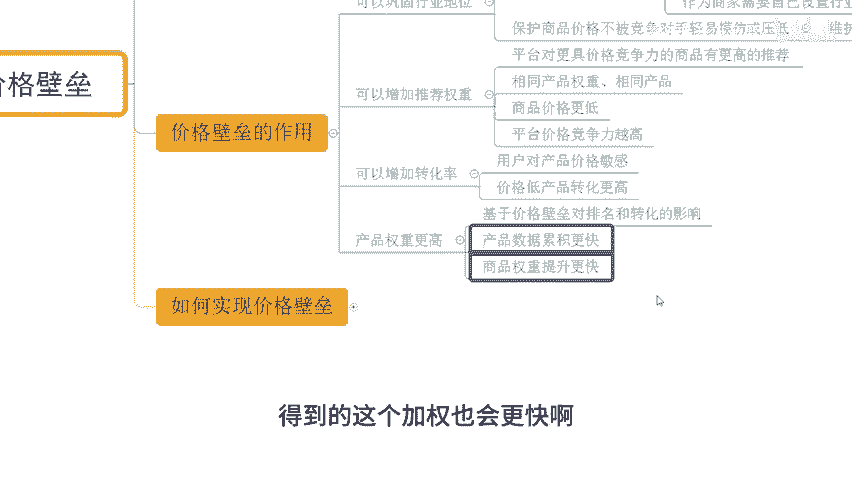 可以巩固行业地位
作为商家需要自己设置行业
保护商品价格不被竞争对手轻易模仿或压低
维护
平台对更具价格竞争力的商品有更高的推荐
相同产品权重、相同产品
可以增加推荐权重
商品价格更低
价格壁垒
价格壁垒的作用
平台价格竞争力越高
用户对产品价格敏感
可以增加转化率
价格低产品转化更高
基于价格壁垒对排名和转化的影响
产品权重更高
产品数据累积更快
商品权重提升更快
如何实现价格壁垒
得到的这个加权也会更快啊